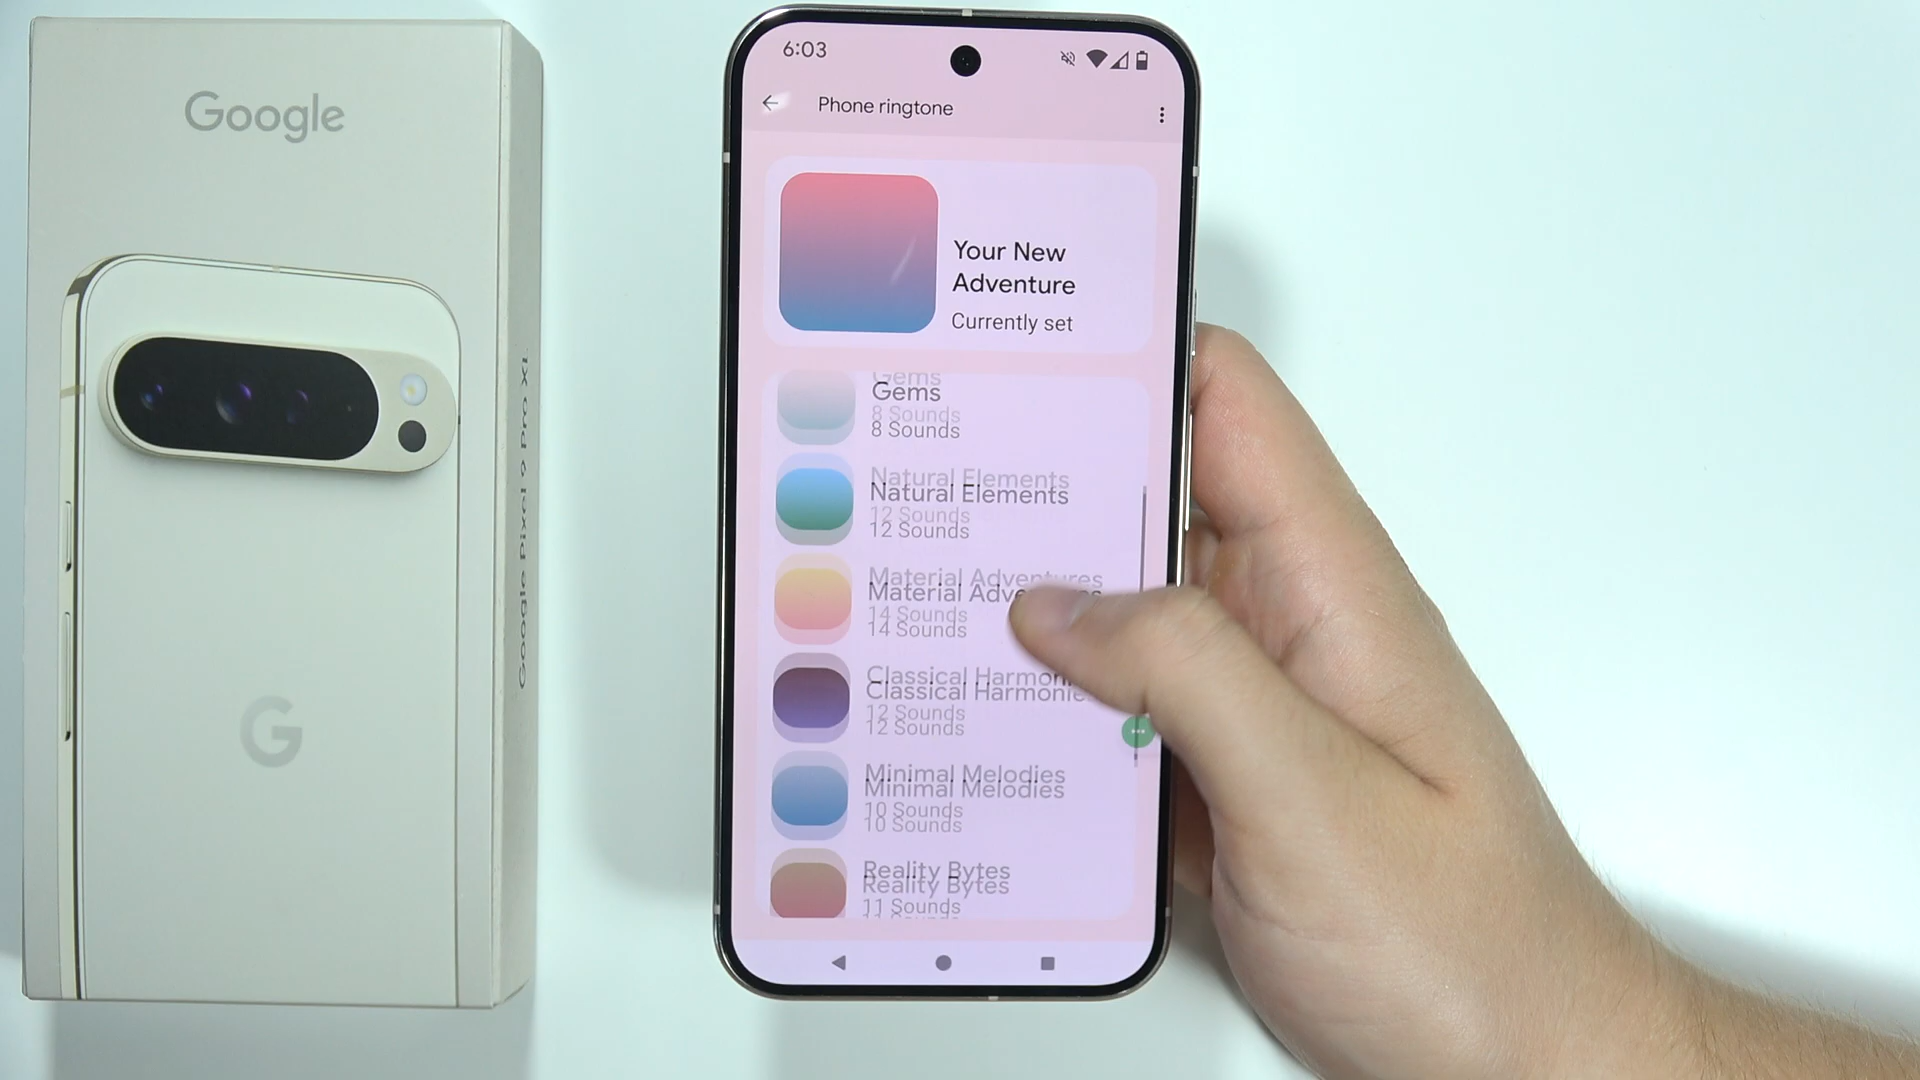 Google
G
Google Pixel 9 Pro XL
6:03
Phone ringtone
Your New
Adventure
Currently set
Gems
8 Sounds
Natural Elements
12 Sounds
Material Adventures
14 Sounds
Classical Harmonies
12 Sounds
Minimal Melodies
10 Sounds
Reality Bytes
11 Sounds